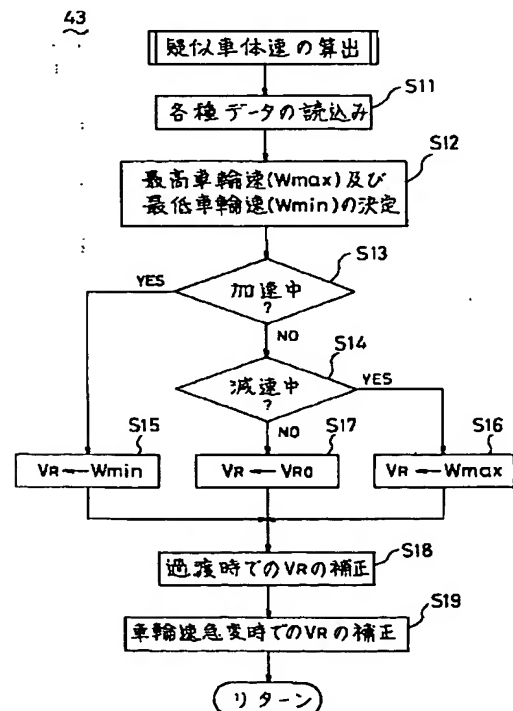 43
疑似車体速の算出
S11
各種データの読込み
S12
最高車輪速(Wmax)及び
最低車輪速(Wmin)の決定
S13
YES
加速中
?
NO
S14
減速中
?
YES
NO
S15
VR←Wmin
S17
VR←VRO
S16
VR←Wmax
S18
過渡時でのVRの補正
S19
車輪速急変時でのVRの補正
リターン